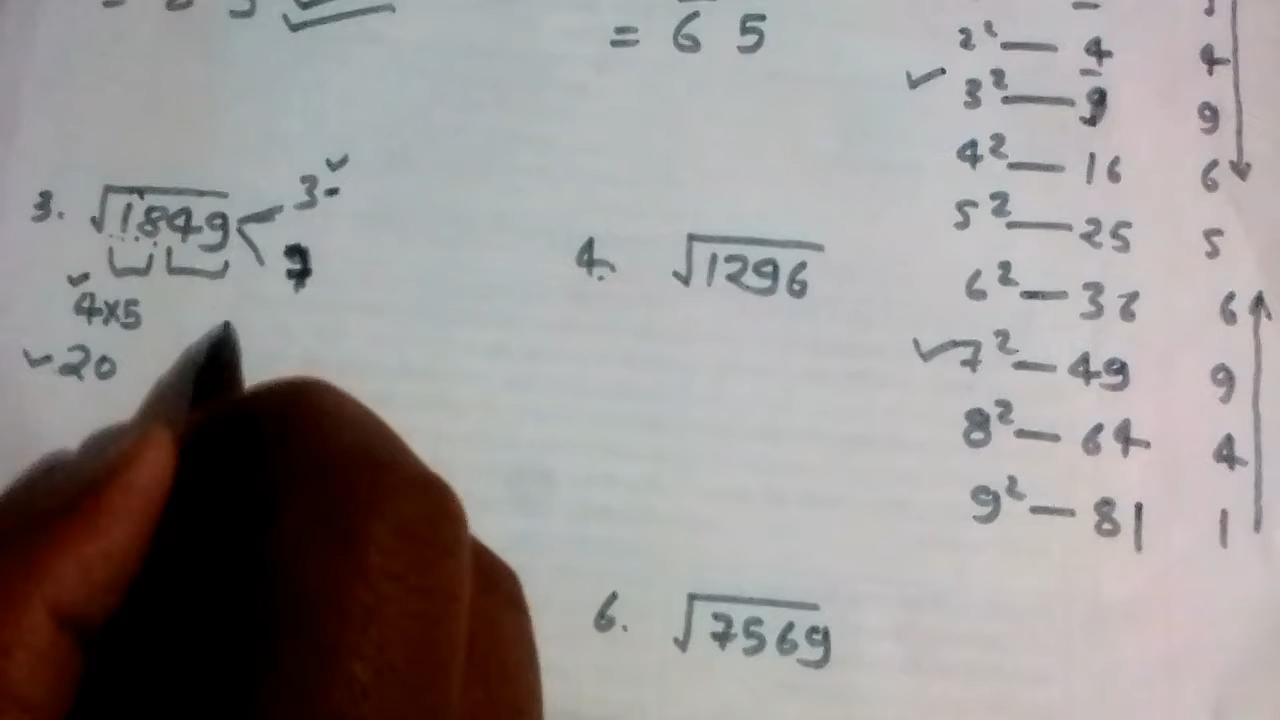 = 6 5
3. √1849 < 3
7
4×5
20
4. √1296
6. √7569
2² — 4 4
3² — 9 9
4² — 16 6
5² — 25 5
6² — 36 6
7² — 49 9
8² — 64 4
9² — 81 1